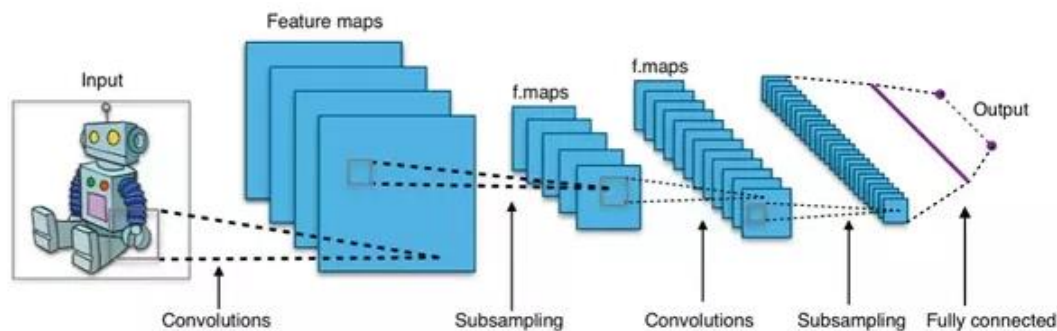 Feature maps
Input
f.maps
f.maps
Output
Convolutions
Subsampling
Convolutions
Subsampling
Fully connected